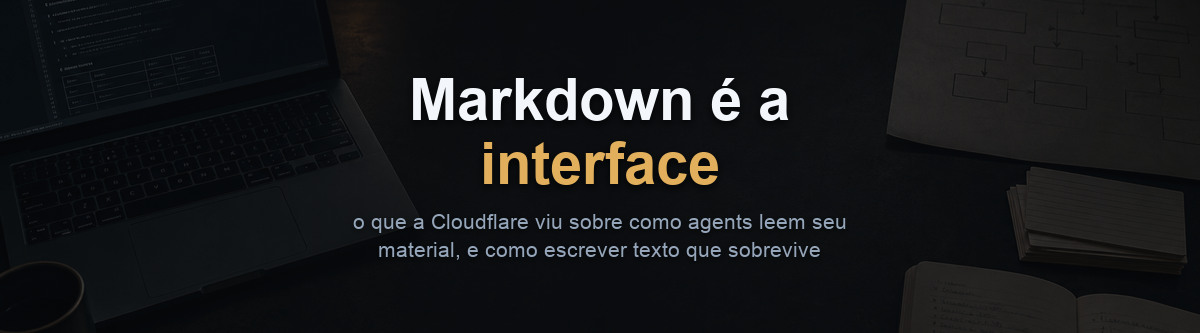 Markdown é a
interface
o que a Cloudflare viu sobre como agents leem seu
material, e como escrever texto que sobrevive